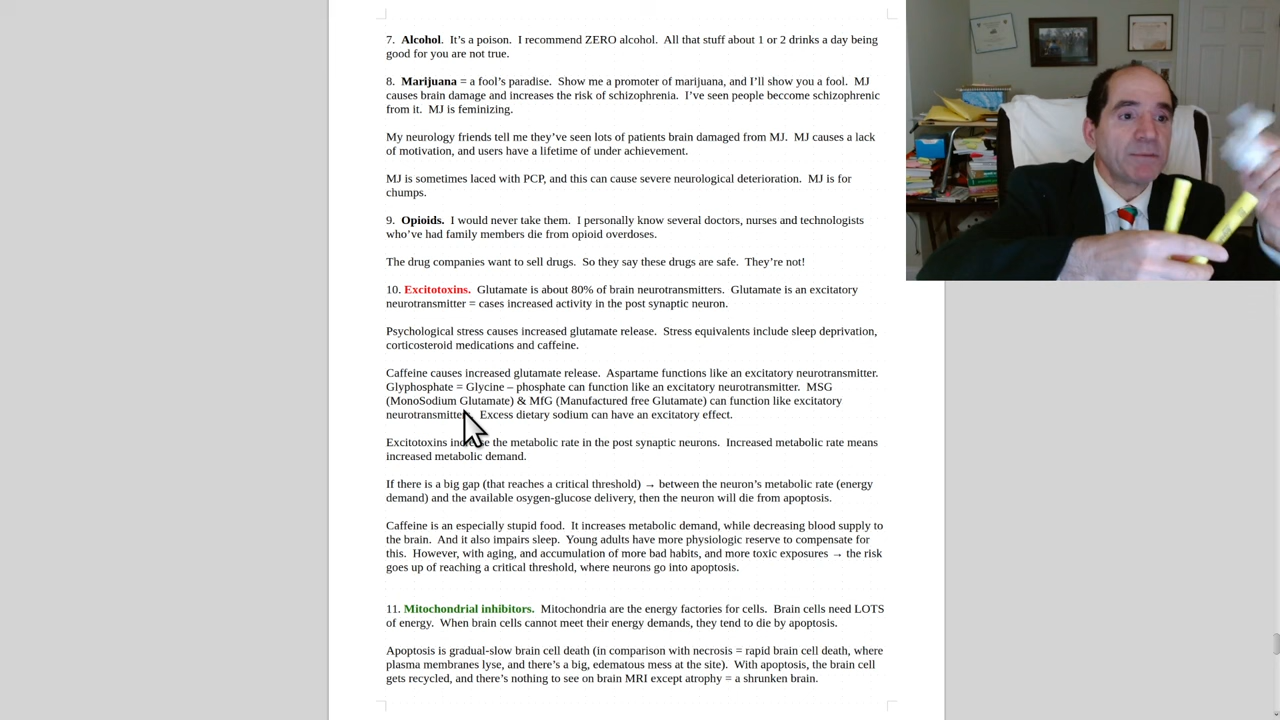 7.  Alcohol.  It’s a poison.  I recommend ZERO alcohol.  All that stuff about 1 or 2 drinks a day being
good for you are not true.
8.  Marijuana = a fool’s paradise.  Show me a promoter of marijuana, and I’ll show you a fool.  MJ
causes brain damage and increases the risk of schizophrenia.  I’ve seen people beccome schizophrenic
from it.  MJ is feminizing.
My neurology friends tell me they’ve seen lots of patients brain damaged from MJ.  MJ causes a lack
of motivation, and users have a lifetime of under achievement.
MJ is sometimes laced with PCP, and this can cause severe neurological deterioration.  MJ is for
chumps.
9.  Opioids.  I would never take them.  I personally know several doctors, nurses and technologists
who’ve had family members die from opioid overdoses.
The drug companies want to sell drugs.  So they say these drugs are safe.  They’re not!
10. Excitotoxins.  Glutamate is about 80% of brain neurotransmitters.  Glutamate is an excitatory
neurotransmitter = cases increased activity in the post synaptic neuron.
Psychological stress causes increased glutamate release.  Stress equivalents include sleep deprivation,
corticosteroid medications and caffeine.
Caffeine causes increased glutamate release.  Aspartame functions like an excitatory neurotransmitter.
Glyphosphate = Glycine – phosphate can function like an excitatory neurotransmitter.  MSG
(MonoSodium Glutamate) & MfG (Manufactured free Glutamate) can function like excitatory
neurotransmitter  Excess dietary sodium can have an excitatory effect.
Excitotoxins increase the metabolic rate in the post synaptic neurons.  Increased metabolic rate means
increased metabolic demand.
If there is a big gap (that reaches a critical threshold) → between the neuron’s metabolic rate (energy
demand) and the available osygen-glucose delivery, then the neuron will die from apoptosis.
Caffeine is an especially stupid food.  It increases metabolic demand, while decreasing blood supply to
the brain.  And it also impairs sleep.  Young adults have more physiologic reserve to compensate for
this.  However, with aging, and accumulation of more bad habits, and more toxic exposures → the risk
goes up of reaching a critical threshold, where neurons go into apoptosis.
11. Mitochondrial inhibitors.  Mitochondria are the energy factories for cells.  Brain cells need LOTS
of energy.  When brain cells cannot meet their energy demands, they tend to die by apoptosis.
Apoptosis is gradual-slow brain cell death (in comparison with necrosis = rapid brain cell death, where
plasma membranes lyse, and there’s a big, edematous mess at the site).  With apoptosis, the brain cell
gets recycled, and there’s nothing to see on brain MRI except atrophy = a shrunken brain.